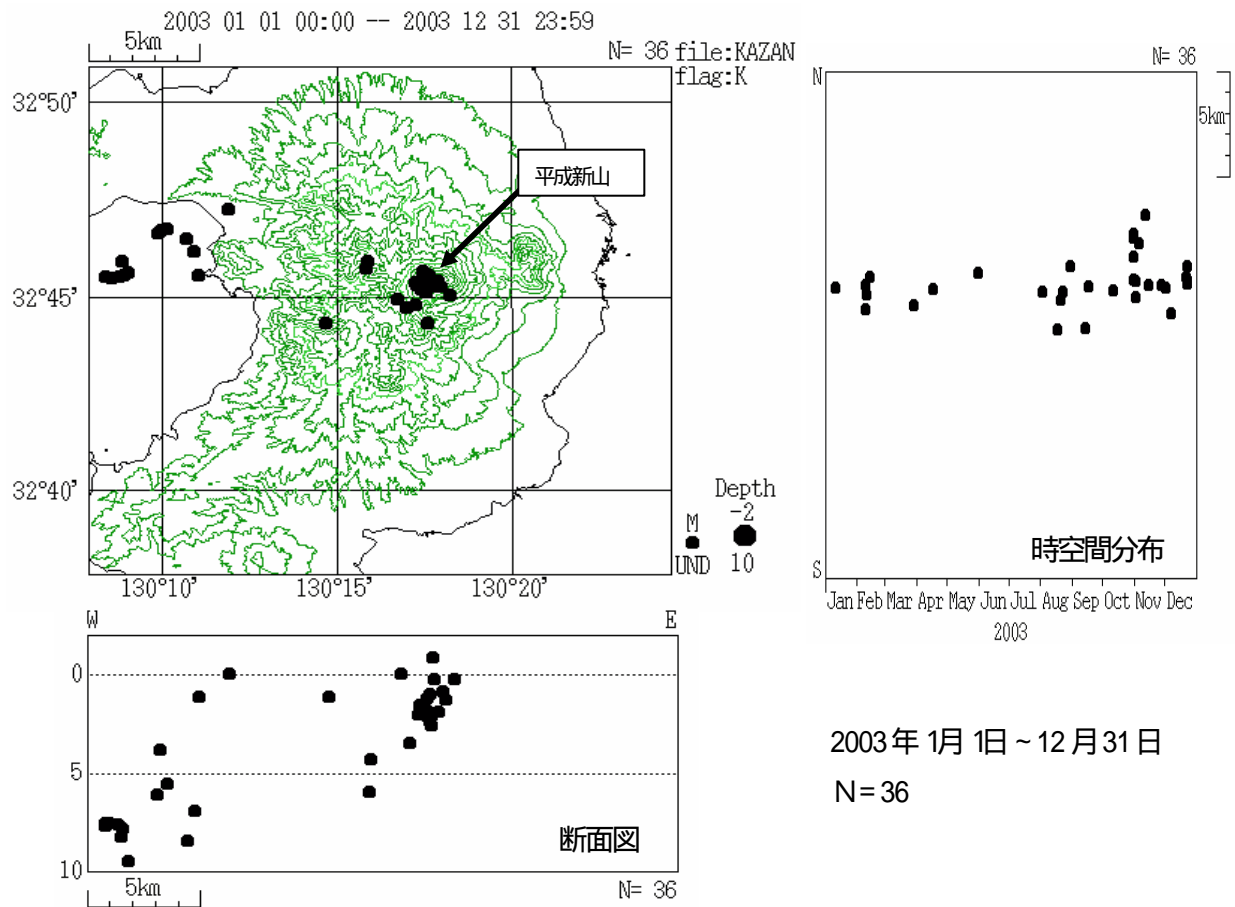 2003 01 01 00:00 -- 2003 12 31 23:59
5km
N= 36 file:KAZAN
flag:K
32°50'
平成新山
32°45'
32°40'
130°10' 130°15' 130°20'
Depth
M -2
UND 10
N= 36
N
5km
時空間分布
S
Jan Feb Mar Apr May Jun Jul Aug Sep Oct Nov Dec
2003
W E
0
5
10
断面図
5km
N= 36
2003年 1月 1日 ~ 12月 31日
N=36